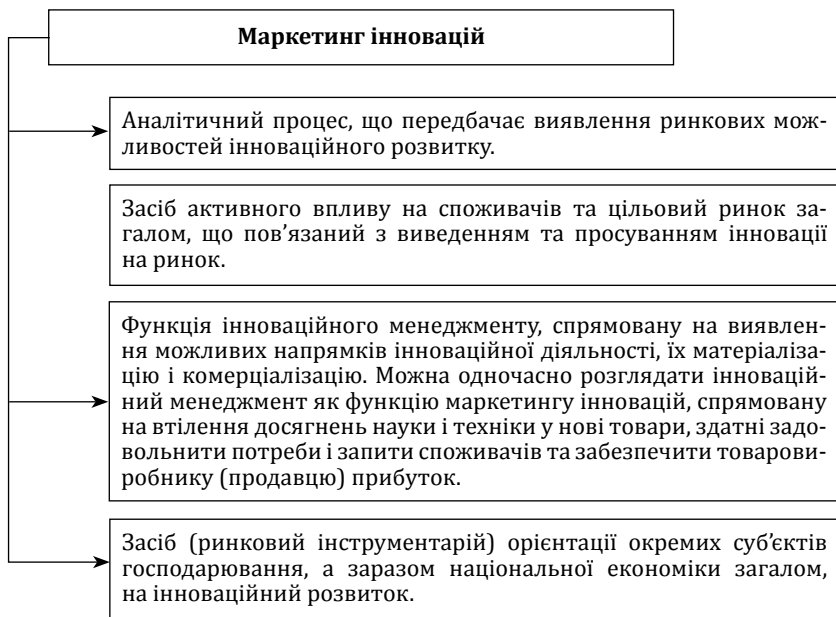 Маркетинг інновацій
Аналітичний процес, що передбачає виявлення ринкових мож-
ливостей інноваційного розвитку.
Засіб активного впливу на споживачів та цільовий ринок за-
галом, що пов’язаний з виведенням та просуванням інновації
на ринок.
Функція інноваційного менеджменту, спрямовану на виявлен-
ня можливих напрямків інноваційної діяльності, їх матеріаліза-
цію і комерціалізацію. Можна одночасно розглядати інновацій-
ний менеджмент як функцію маркетингу інновацій, спрямовану
на втілення досягнень науки і техніки у нові товари, здатні задо-
вольнити потреби і запити споживачів та забезпечити товарови-
робнику (продавцю) прибуток.
Засіб (ринковий інструментарій) орієнтації окремих суб’єктів
господарювання, а заразом національної економіки загалом,
на інноваційний розвиток.